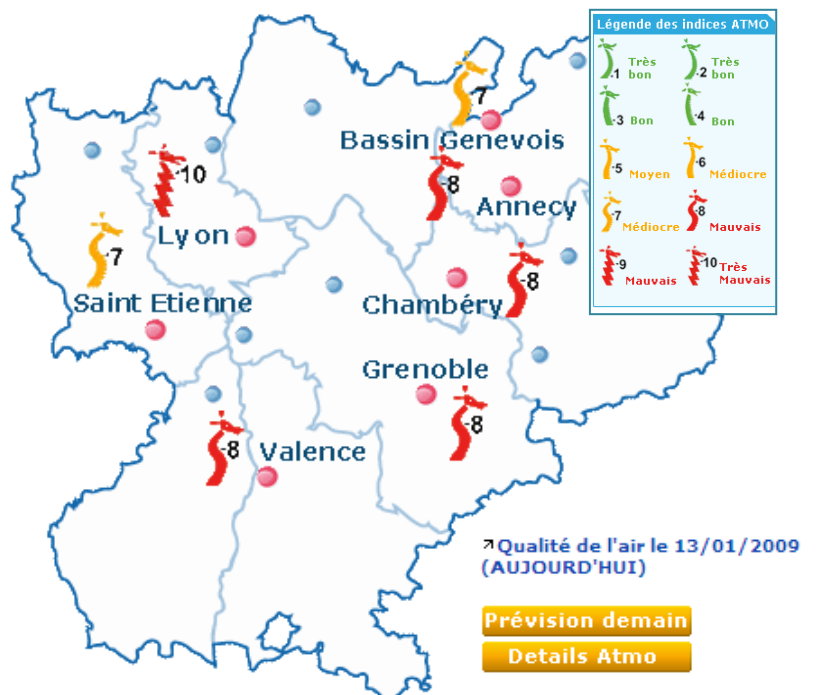 Légende des indices ATMO
1 Très bon
2 Très bon
3 Bon
4 Bon
5 Moyen
6 Médiocre
7 Médiocre
8 Mauvais
9 Mauvais
10 Très Mauvais
7
Bassin Genevois
10
8
Annecy
Lyon
7
8
Saint Etienne
Chambéry
Grenoble
8
8
Valence
Qualité de l'air le 13/01/2009
(AUJOURD'HUI)
Prévision demain
Details Atmo